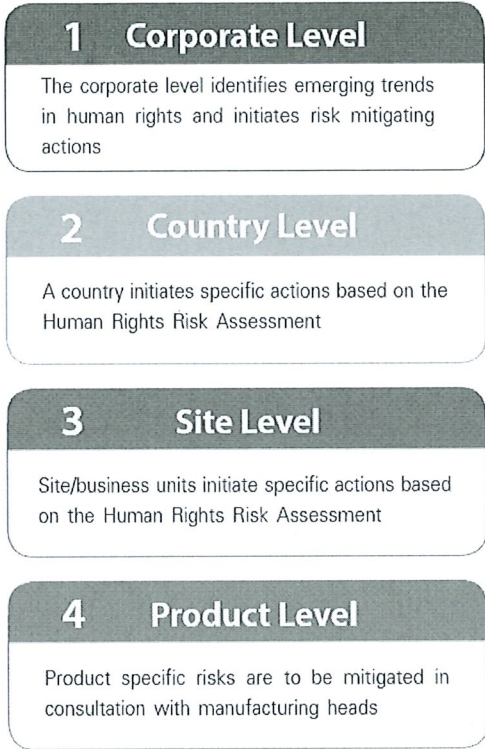 1 Corporate Level
The corporate level identifies emerging trends
in human rights and initiates risk mitigating
actions
2 Country Level
A country initiates specific actions based on the
Human Rights Risk Assessment
3 Site Level
Site/business units initiate specific actions based
on the Human Rights Risk Assessment
4 Product Level
Product specific risks are to be mitigated in
consultation with manufacturing heads